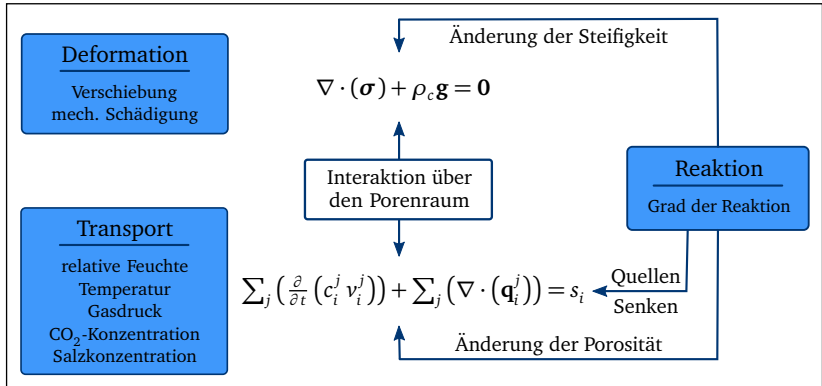 Deformation
Verschiebung
mech. Schädigung
Änderung der Steifigkeit
∇ · (σ) + ρ_c g = 0
Interaktion über
den Porenraum
Reaktion
Grad der Reaktion
Transport
relative Feuchte
Temperatur
Gasdruck
CO₂-Konzentration
Salzkonzentration
∑_j (∂/∂t (c_i^j v_i^j)) + ∑_j (∇ · (q_i^j)) = s_i
Quellen
Senken
Änderung der Porosität